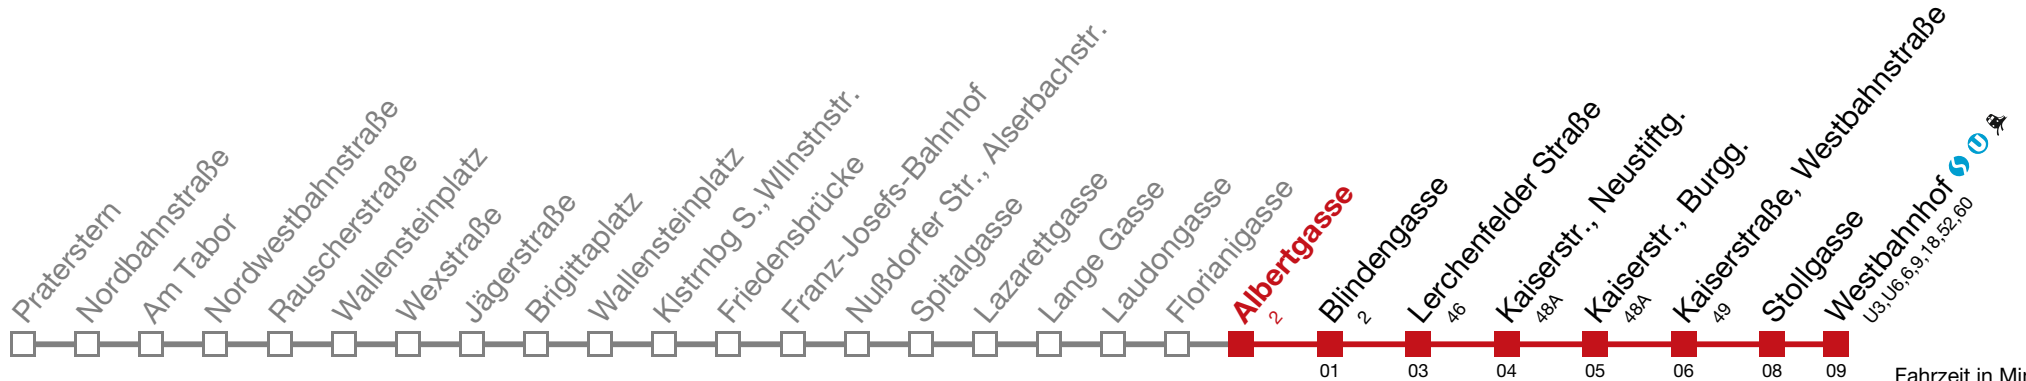 Praterstern
Nordbahnstraße
Am Tabor
Nordwestbahnstraße
Rauscherstraße
Wallensteinplatz
Wexstraße
Jägerstraße
Brigittaplatz
Wallensteinplatz
Klstrnbg S.,Wllnstnstr.
Friedensbrücke
Franz-Josefs-Bahnhof
Nußdorfer Str., Alserbachstr.
Spitalgasse
Lazarettgasse
Lange Gasse
Laudongasse
Florianigasse
Albertgasse
2
Blindengasse
2
Lerchenfelder Straße
46
Kaiserstr., Neustiftg.
48A
Kaiserstr., Burgg.
48A
Kaiserstraße, Westbahnstraße
49
Stollgasse
Westbahnhof S U
U3,U6,6,9,18,52,60
01 03 04 05 06 08 09
Fahrzeit in